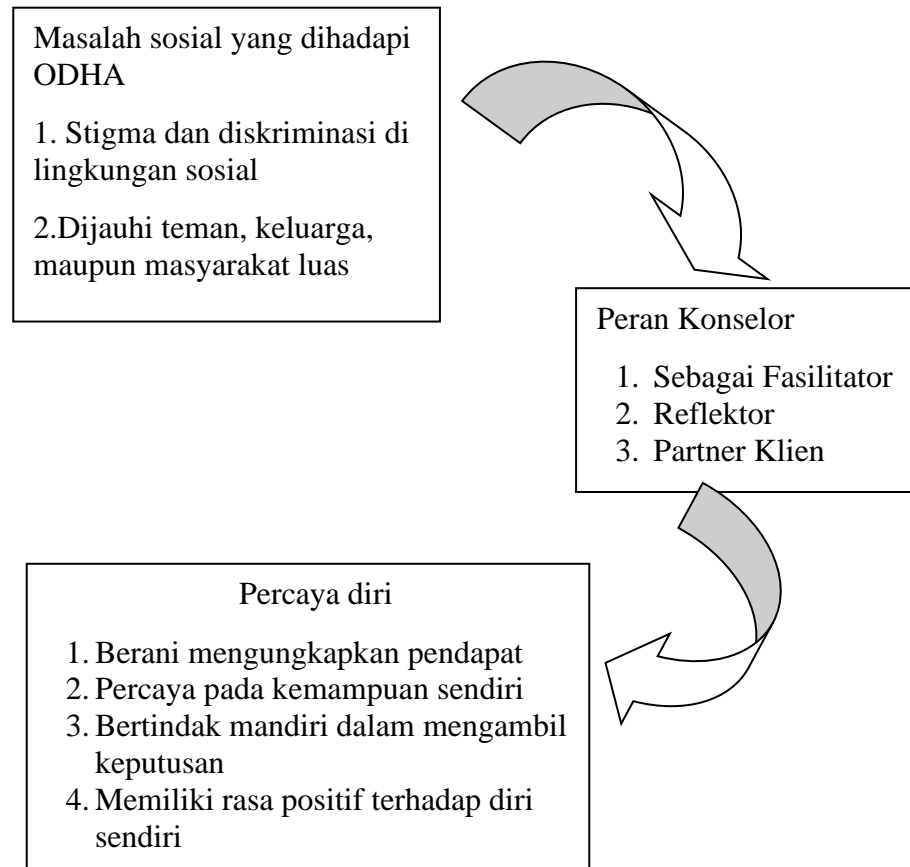 Masalah sosial yang dihadapi
ODHA
1. Stigma dan diskriminasi di
lingkungan sosial
2.Dijauhi teman, keluarga,
maupun masyarakat luas
Peran Konselor
1. Sebagai Fasilitator
2. Reflektor
3. Partner Klien
Percaya diri
1. Berani mengungkapkan pendapat
2. Percaya pada kemampuan sendiri
3. Bertindak mandiri dalam mengambil
keputusan
4. Memiliki rasa positif terhadap diri
sendiri